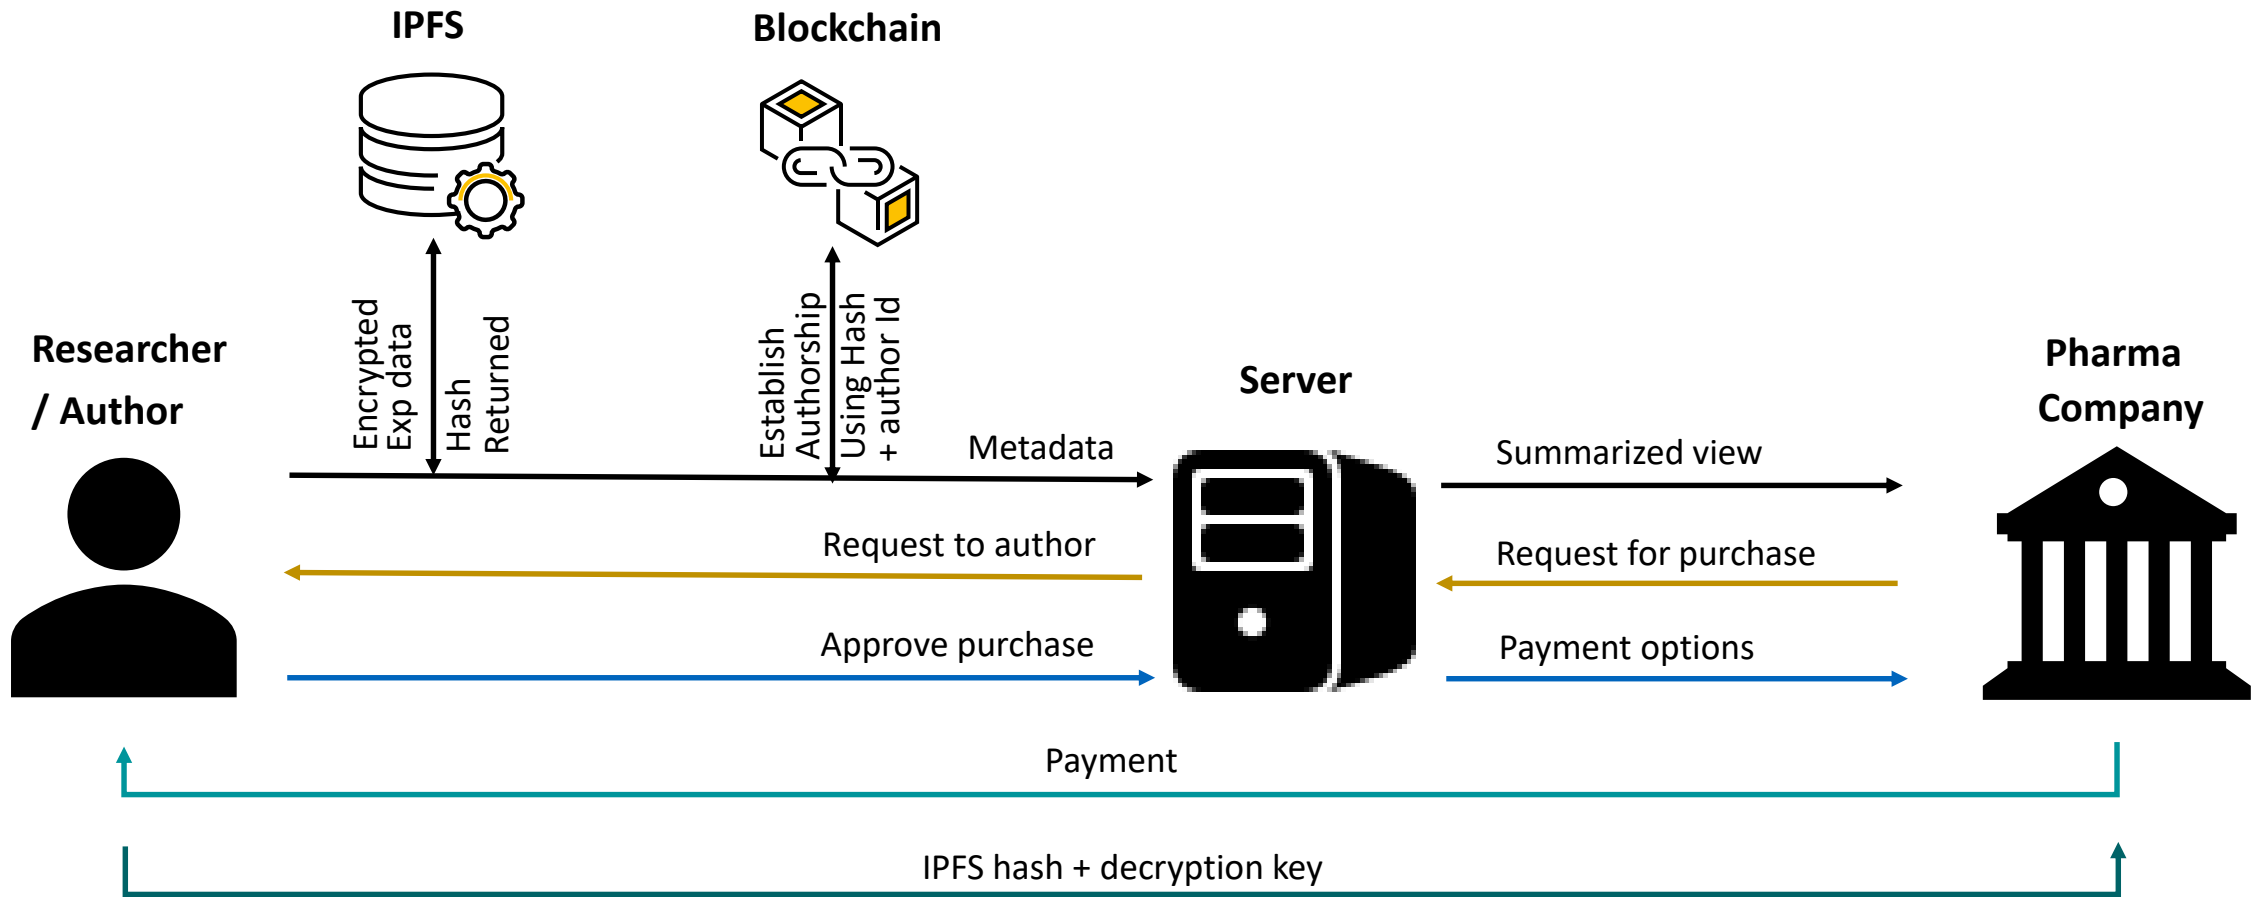 IPFS
Blockchain
Encrypted
Exp data
Hash
Returned
Establish
Authorship
Using Hash
+ author Id
Researcher
/ Author
Server
Pharma
Company
Metadata
Summarized view
Request to author
Request for purchase
Approve purchase
Payment options
Payment
IPFS hash + decryption key